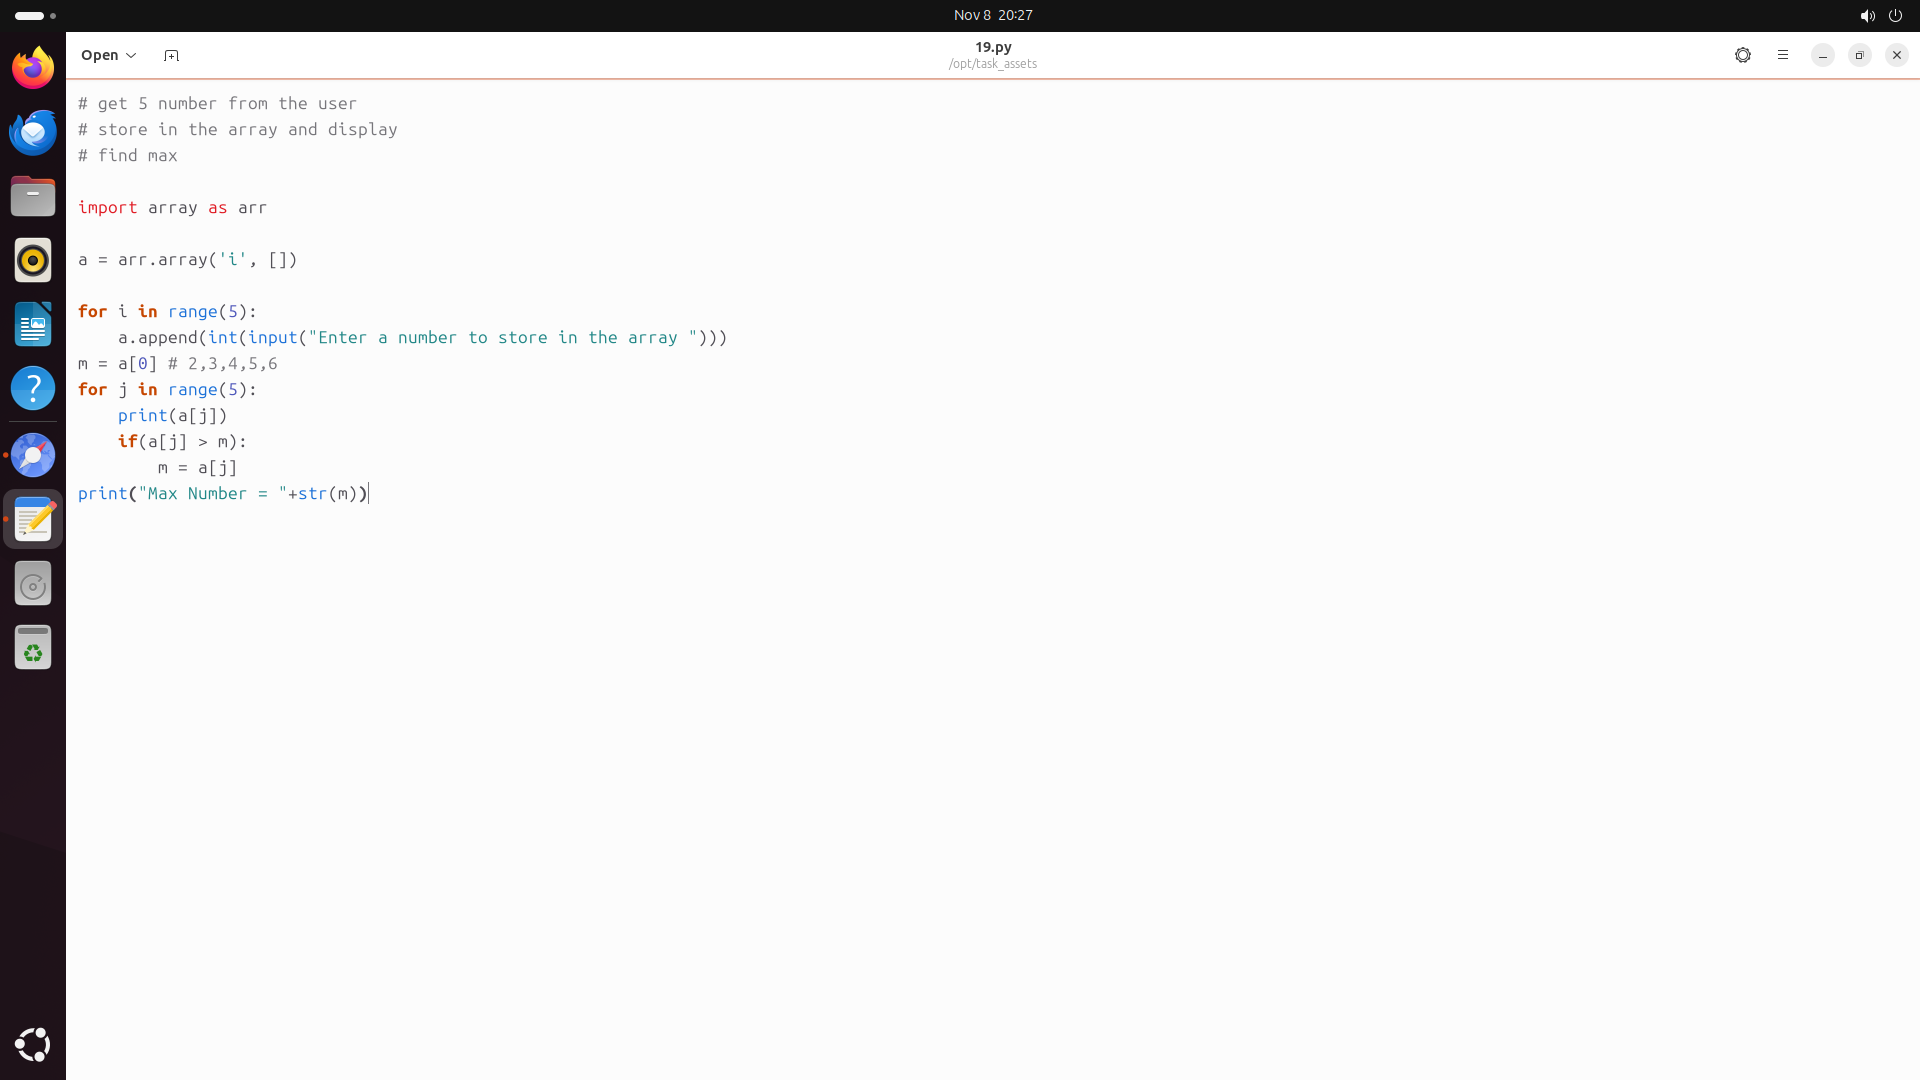 Nov 8 20:27
Open
19.py
/opt/task_assets
# get 5 number from the user
# store in the array and display
# find max
import array as arr
a = arr.array('i', [])
for i in range(5):
    a.append(int(input("Enter a number to store in the array ")))
m = a[0] # 2,3,4,5,6
for j in range(5):
    print(a[j])
    if(a[j] > m):
        m = a[j]
print("Max Number = "+str(m))